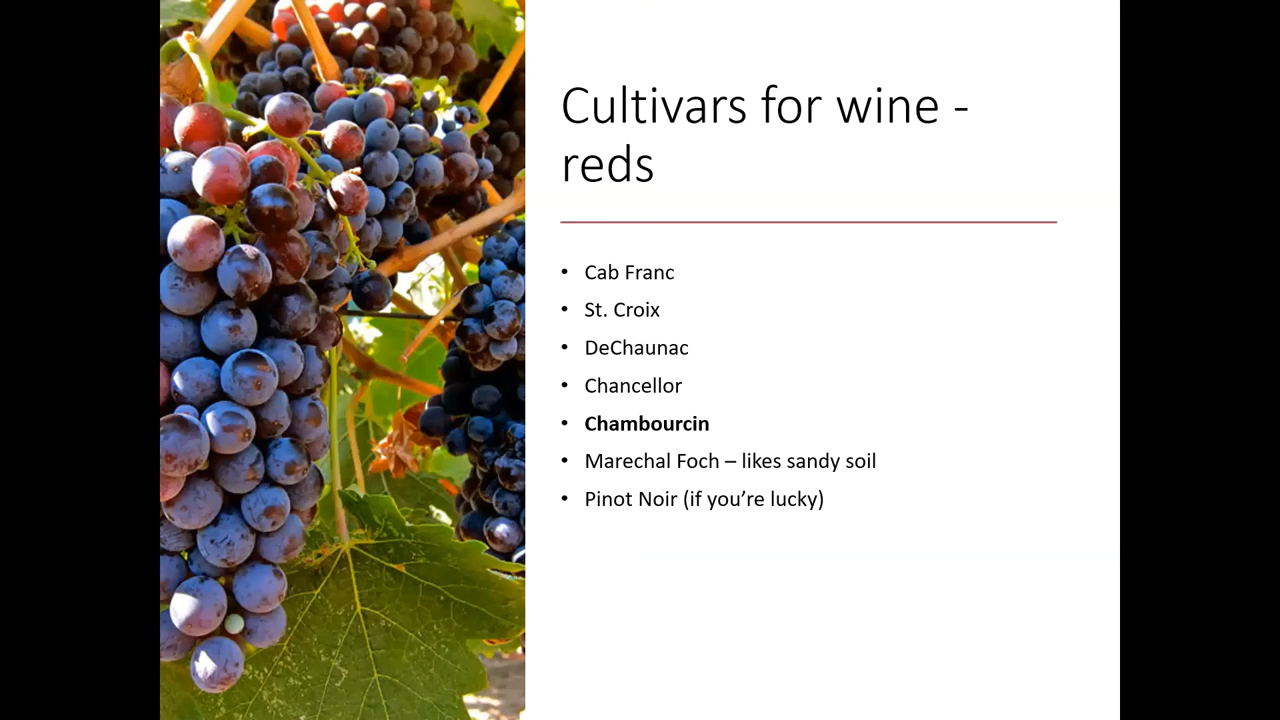 Cultivars for wine -
reds
• Cab Franc
• St. Croix
• DeChaunac
• Chancellor
• Chambourcin
• Marechal Foch – likes sandy soil
• Pinot Noir (if you’re lucky)